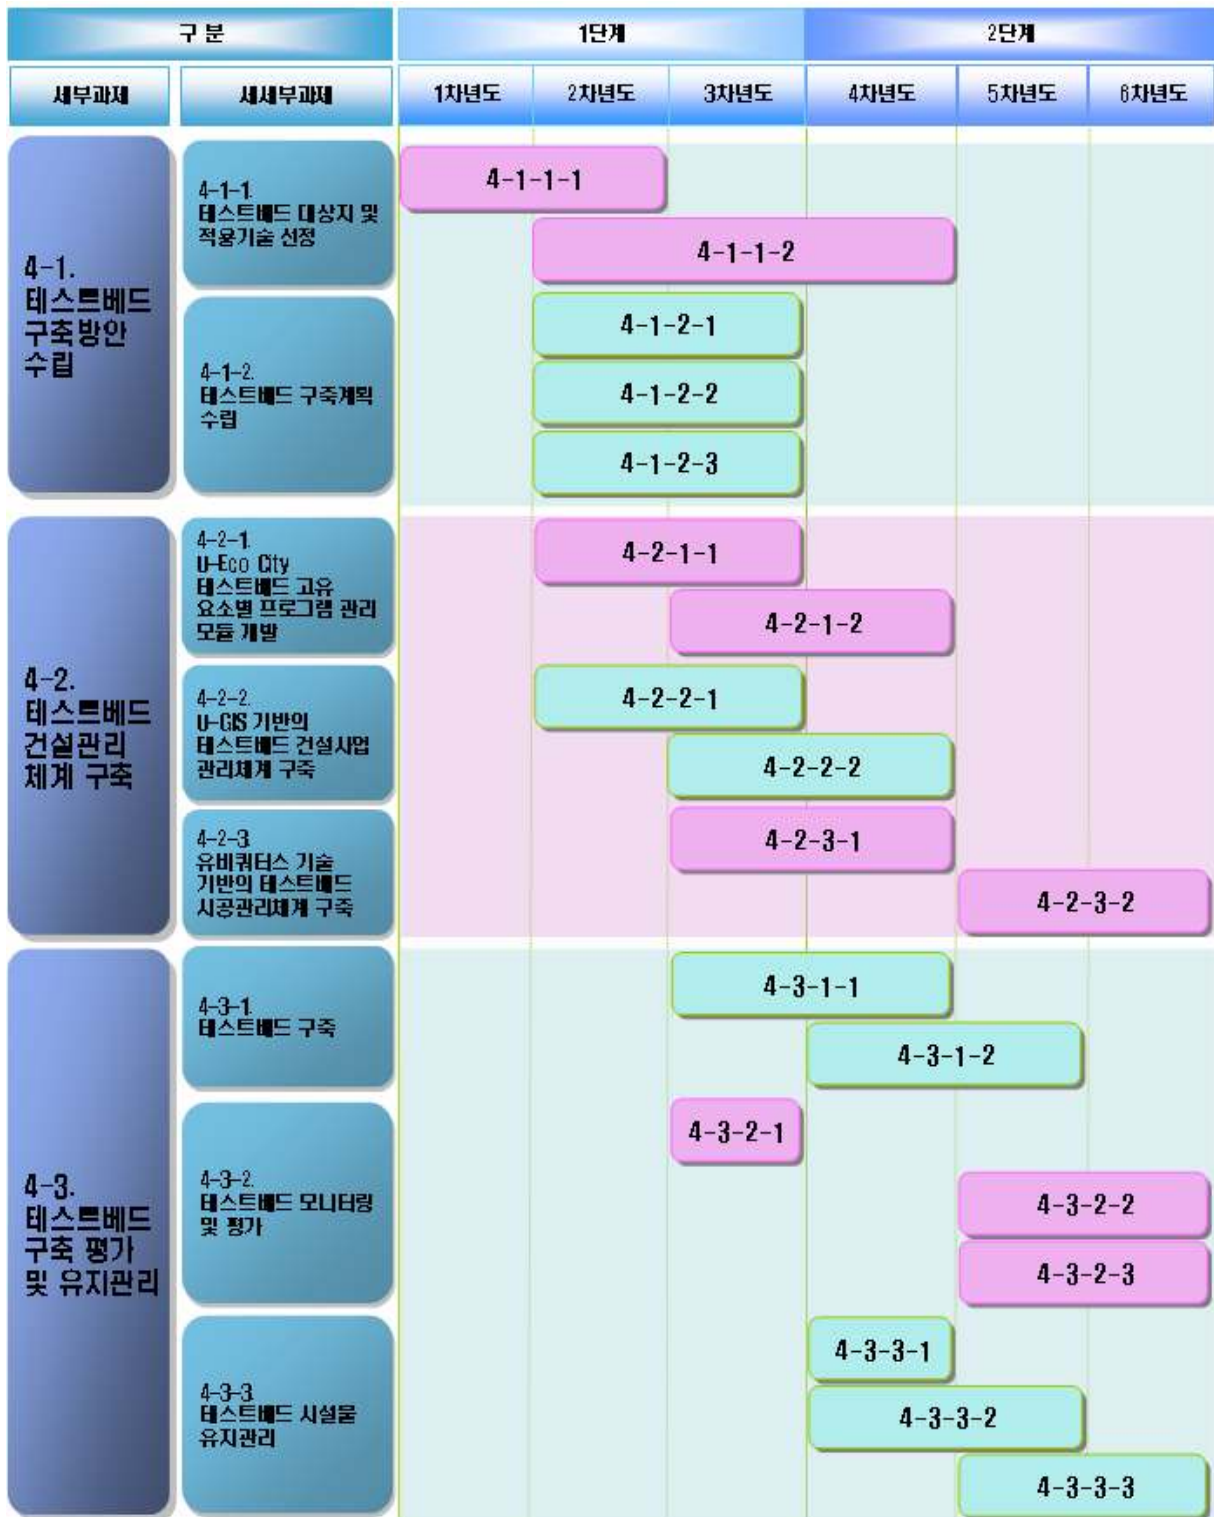 구 분
1단계
2단계
세부과제
세세부과제
1차년도
2차년도
3차년도
4차년도
5차년도
6차년도
4-1.
테스트베드
구축방안
수립
4-1-1.
테스트베드 대상지 및
적용기술 선정
4-1-1-1
4-1-1-2
4-1-2.
테스트베드 구축계획
수립
4-1-2-1
4-1-2-2
4-1-2-3
4-2.
테스트베드
건설관리
체계 구축
4-2-1.
U-Eco City
테스트베드 고유
요소별 프로그램 관리
모듈 개발
4-2-1-1
4-2-1-2
4-2-2.
U-GIS 기반의
테스트베드 건설사업
관리체계 구축
4-2-2-1
4-2-2-2
4-2-3.
유비쿼터스 기술
기반의 테스트베드
시공관리체계 구축
4-2-3-1
4-2-3-2
4-3.
테스트베드
구축 평가
및 유지관리
4-3-1.
테스트베드 구축
4-3-1-1
4-3-1-2
4-3-2.
테스트베드 모니터링
및 평가
4-3-2-1
4-3-2-2
4-3-2-3
4-3-3.
테스트베드 시설물
유지관리
4-3-3-1
4-3-3-2
4-3-3-3